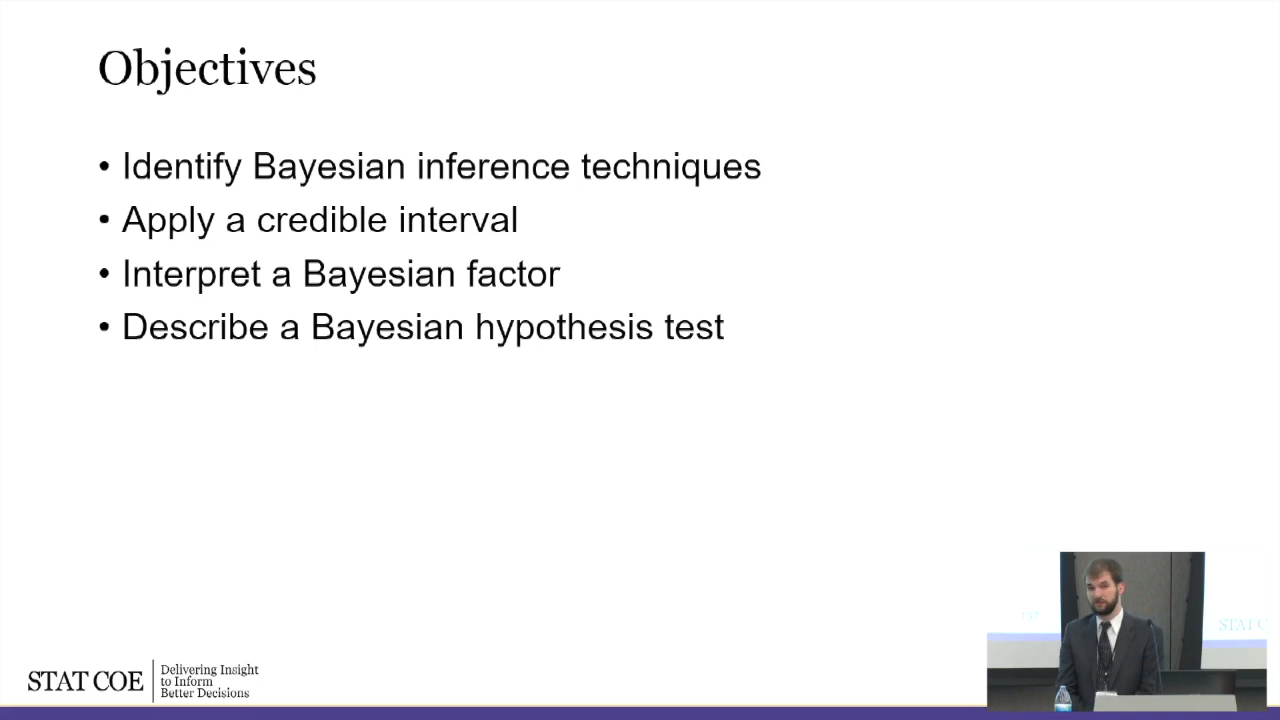 Objectives
• Identify Bayesian inference techniques
• Apply a credible interval
• Interpret a Bayesian factor
• Describe a Bayesian hypothesis test
STAT COE
Delivering Insight
to Inform
Better Decisions
STAT C